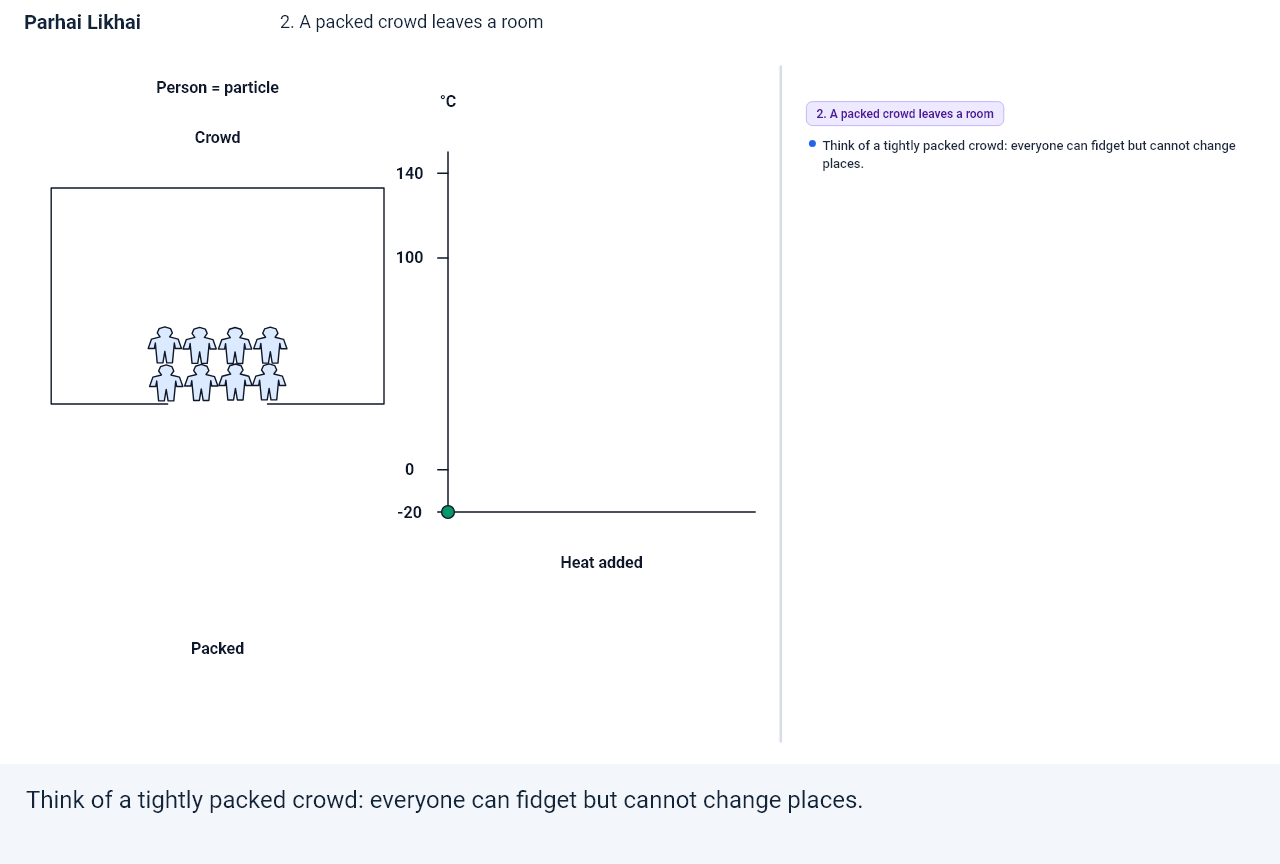 Parhai Likhai
2. A packed crowd leaves a room
Person = particle
Crowd
°C
140
100
0
-20
Heat added
Packed
2. A packed crowd leaves a room
Think of a tightly packed crowd: everyone can fidget but cannot change
places.
Think of a tightly packed crowd: everyone can fidget but cannot change places.